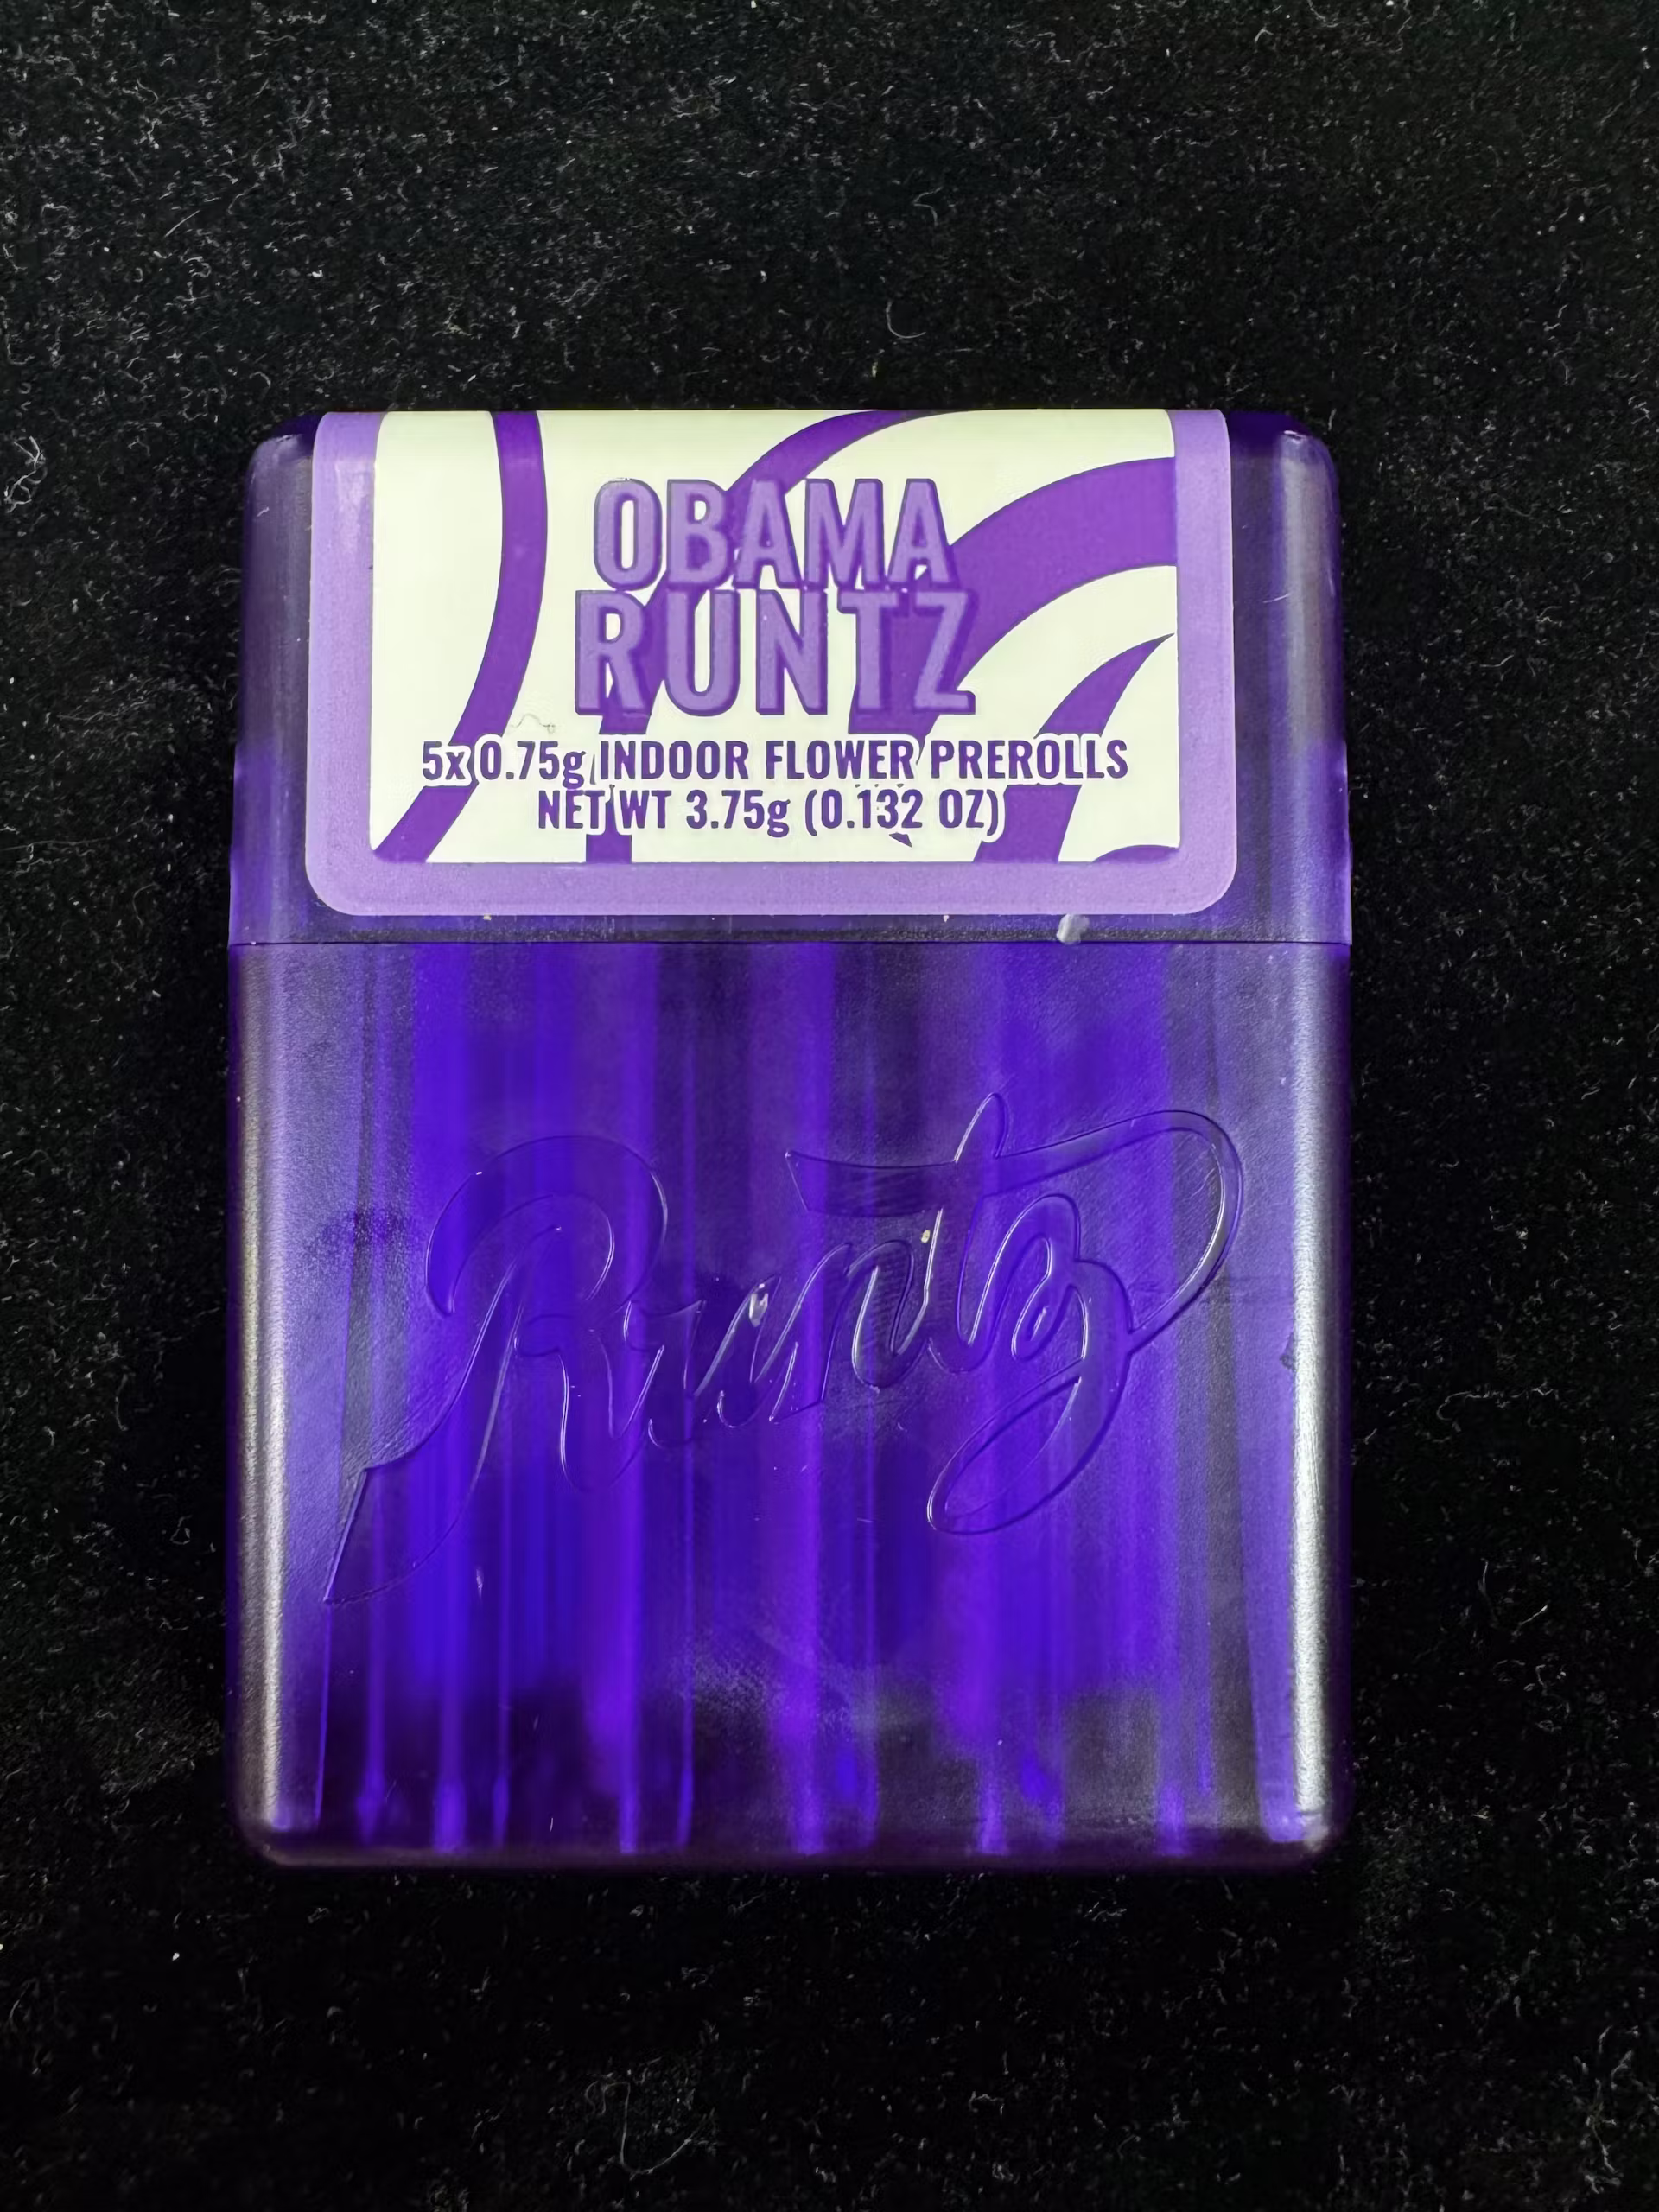 OBAMA
RUNTZ
5x 0.75g INDOOR FLOWER PREROLLS
NET WT 3.75g (0.132 OZ)
Runtz